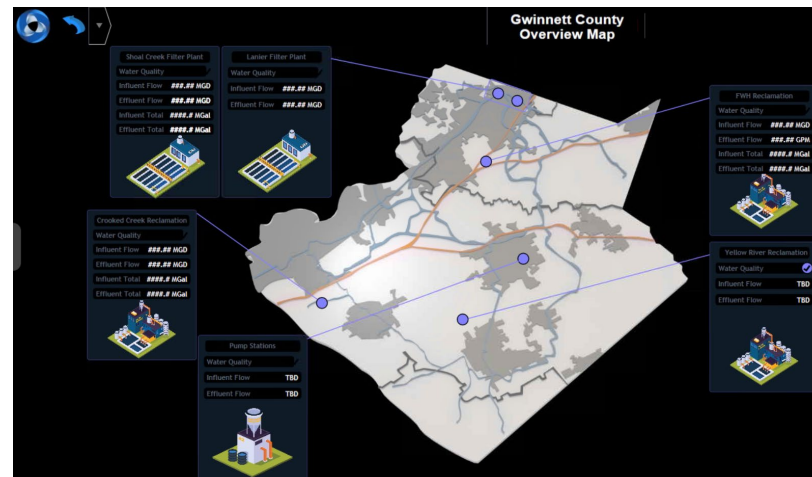 Gwinnett County
Overview Map
Shoal Creek Filter Plant
Water Quality
Influent Flow ###.## MGD
Effluent Flow ###.## MGD
Influent Total ####.# MGal
Effluent Total ####.# MGal
Lanier Filter Plant
Water Quality
Influent Flow ###.## MGD
Effluent Flow ###.## MGD
FWH Reclamation
Water Quality
Influent Flow ###.## MGD
Effluent Flow ###.## GPM
Influent Total ####.# MGal
Effluent Total ####.# MGal
Crooked Creek Reclamation
Water Quality
Influent Flow ###.## MGD
Effluent Flow ###.## MGD
Influent Total ####.# MGal
Effluent Total ####.# MGal
Yellow River Reclamation
Water Quality
Influent Flow TBD
Effluent Flow TBD
Pump Stations
Water Quality
Influent Flow TBD
Effluent Flow TBD